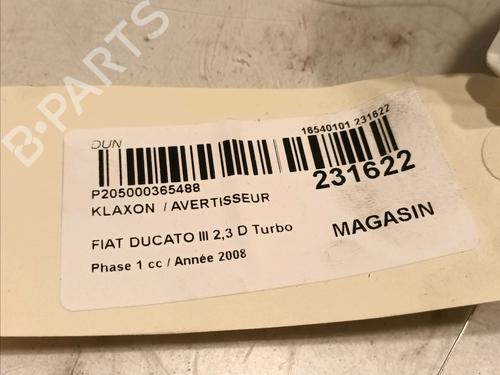 B-PARTS
DUN
16540101 231622
P205000365488
231622
KLAXON / AVERTISSEUR
FIAT DUCATO III 2,3 D Turbo
MAGASIN
Phase 1 cc / Année 2008